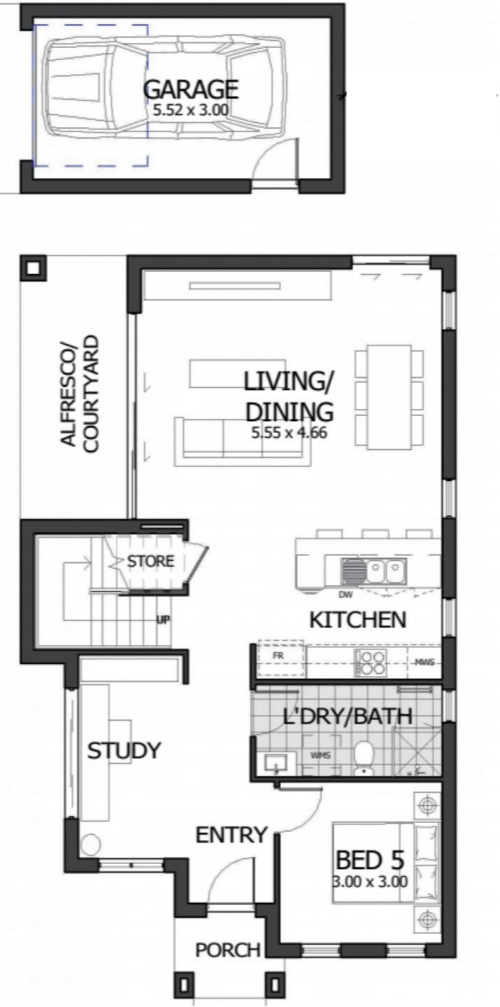 GARAGE
5.52 x 3.00
ALFRESCO/
COURTYARD
LIVING/
DINING
5.55 x 4.66
STORE
UP
DW
KITCHEN
FR
MWS
L'DRY/BATH
WMS
STUDY
ENTRY
BED 5
3.00 x 3.00
PORCH